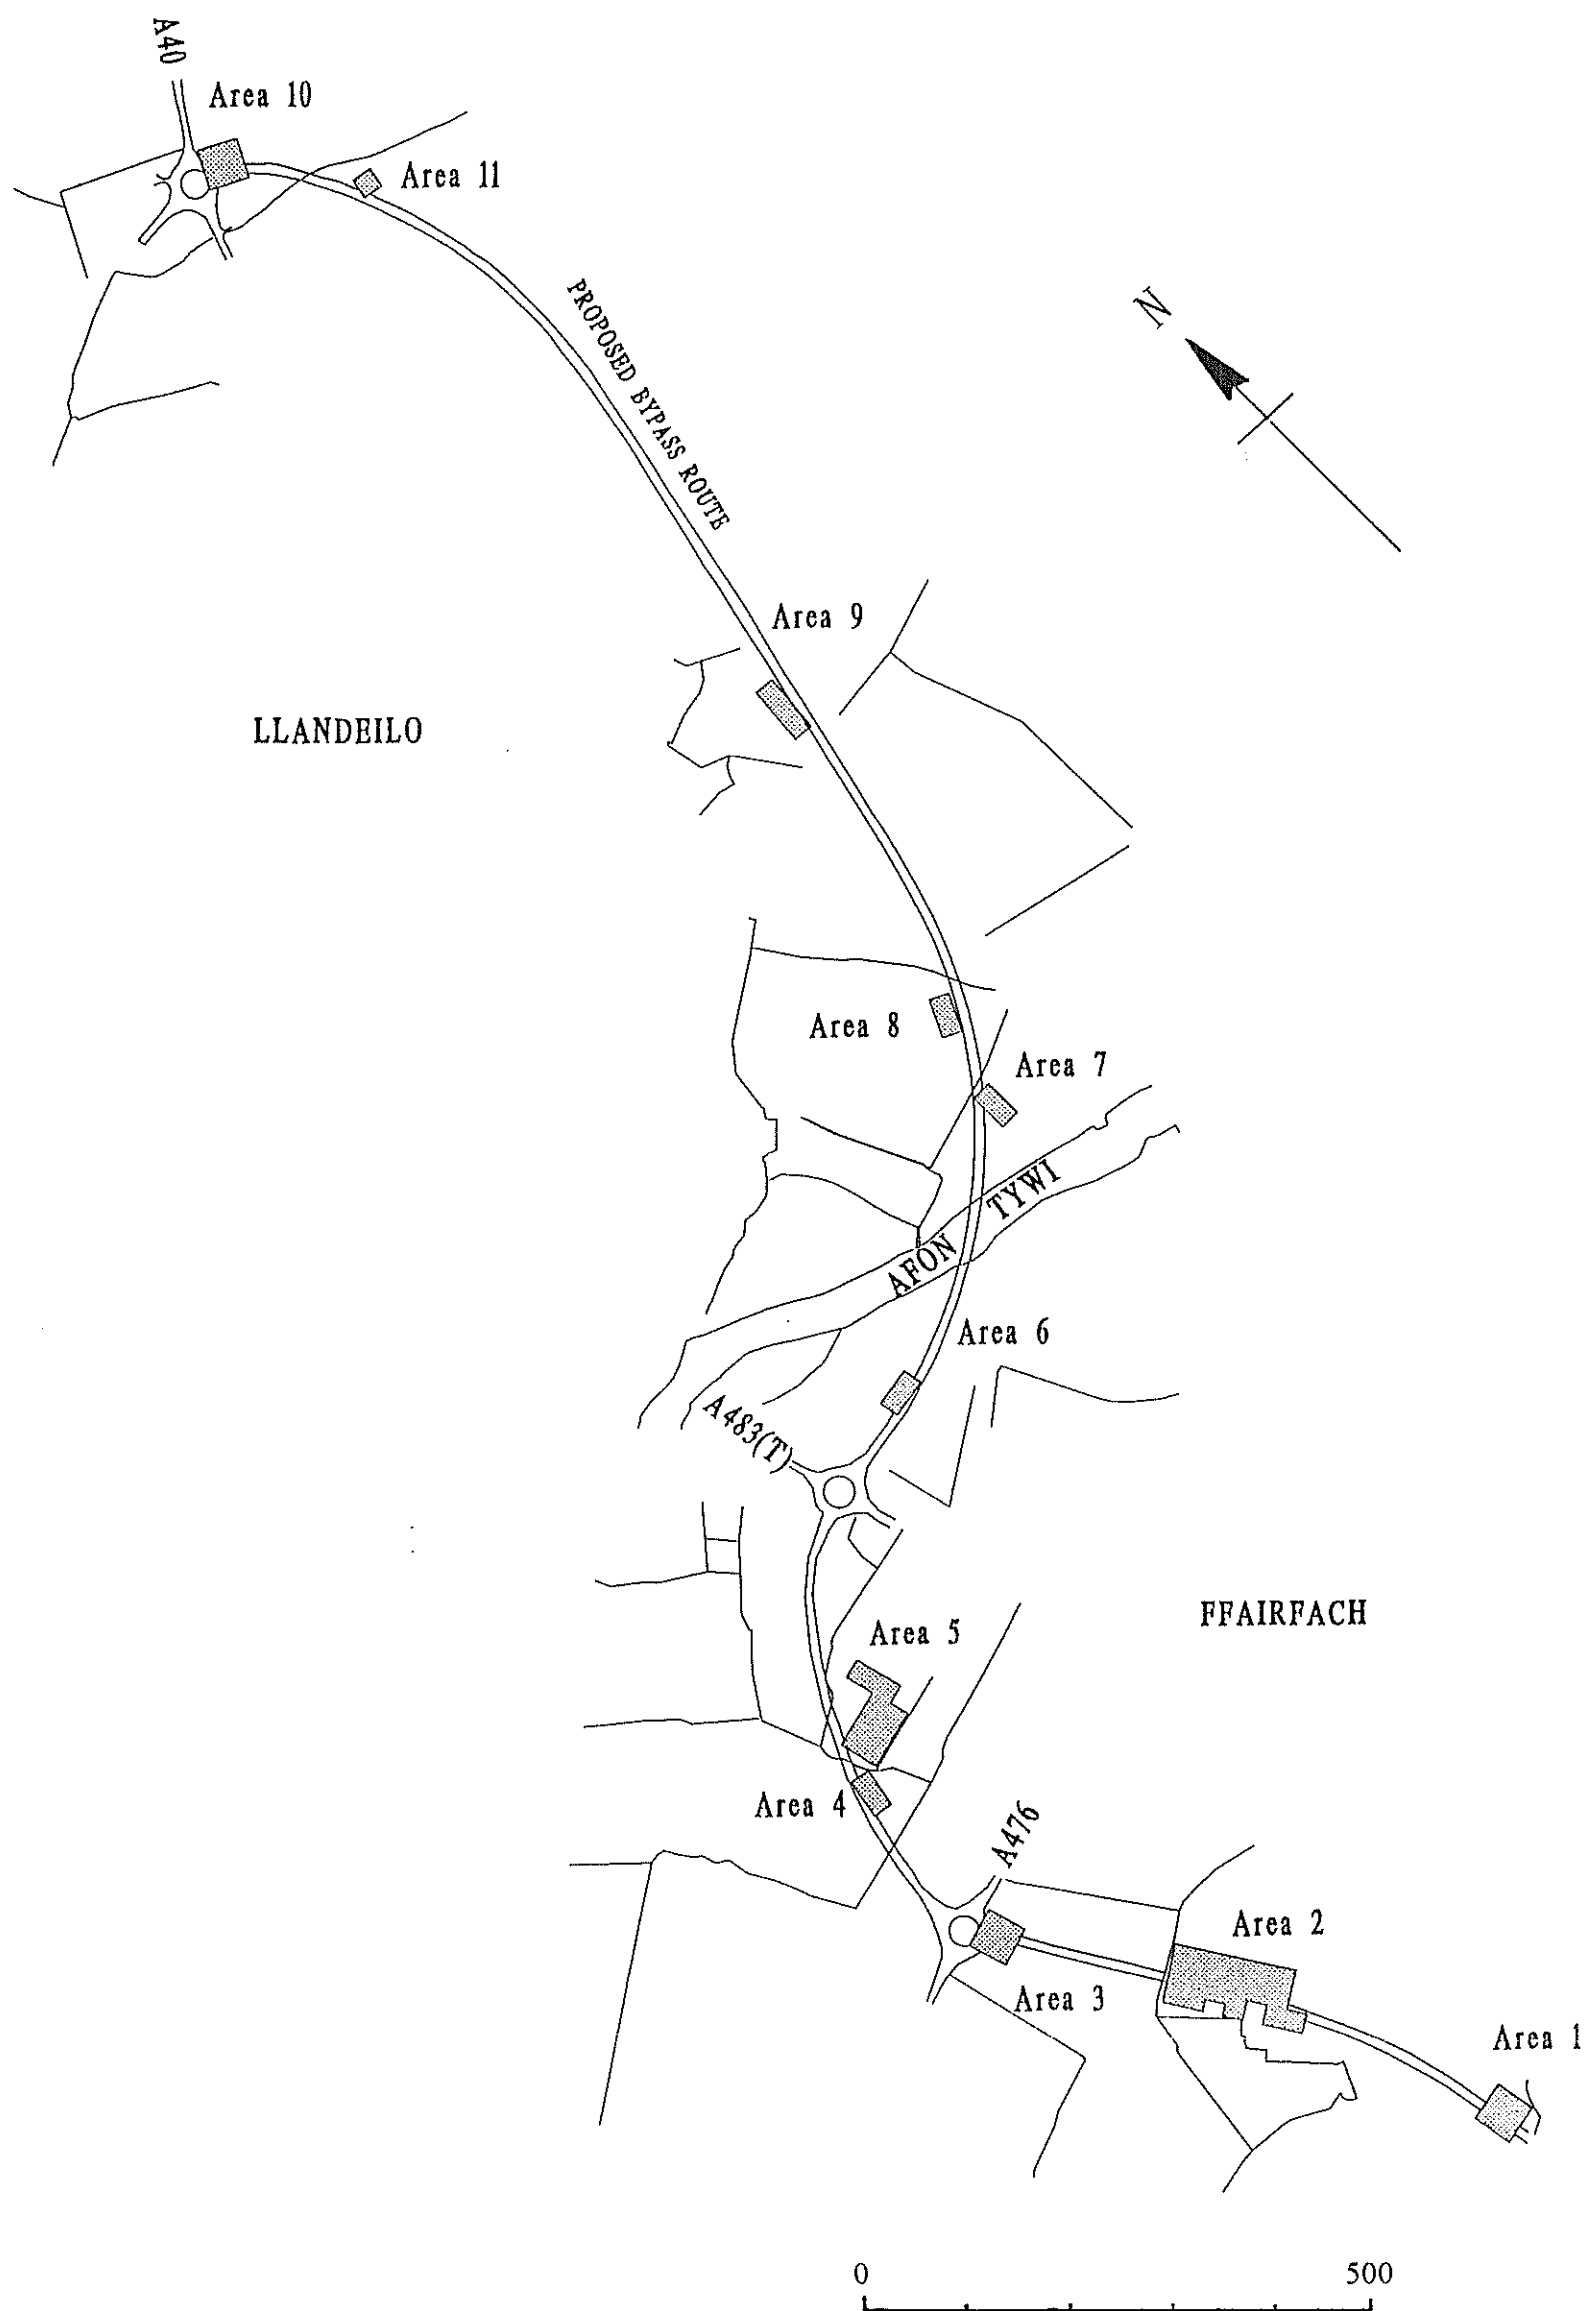 A40
Area 10
Area 11
PROPOSED BYPASS ROUTE
N
Area 9
LLANDEILO
Area 8
Area 7
AFON TYWI
Area 6
A483(T)
FFAIRFACH
Area 5
Area 4
A476
Area 2
Area 3
Area 1
0 500